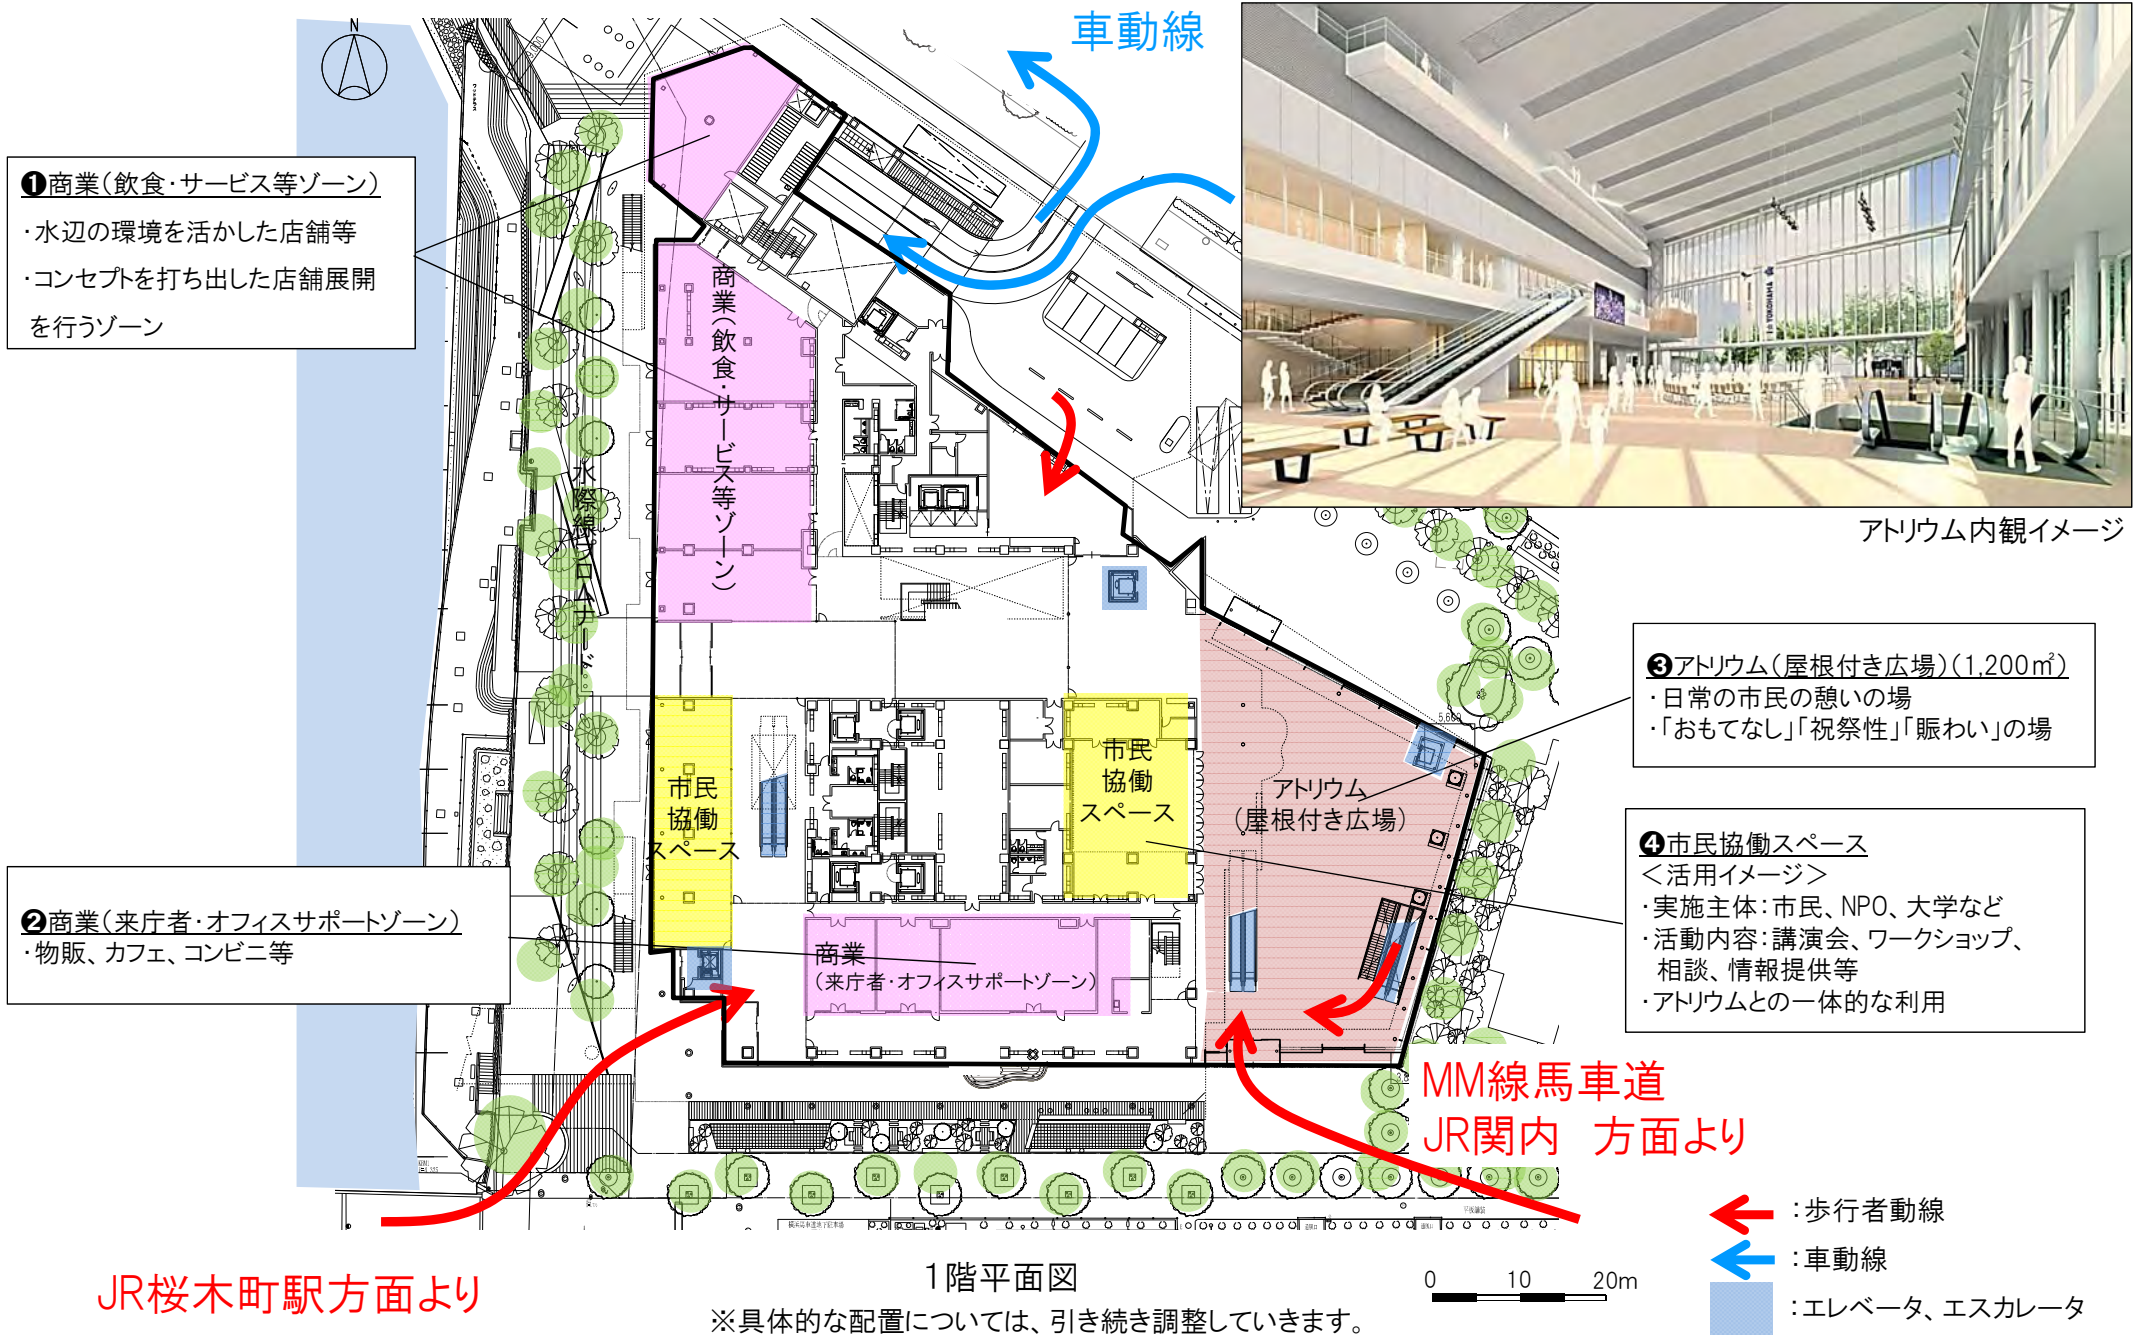 車動線
N
❶商業(飲食・サービス等ゾーン)
・水辺の環境を活かした店舗等
・コンセプトを打ち出した店舗展開
を行うゾーン
商業(飲食・サービス等ゾーン)
水際線プロムナード
アトリウム内観イメージ
❸アトリウム(屋根付き広場)(1,200㎡)
・日常の市民の憩いの場
・「おもてなし」「祝祭性」「賑わい」の場
市民
協働
スペース
市民
協働
スペース
アトリウム
(屋根付き広場)
❹市民協働スペース
<活用イメージ>
・実施主体:市民、NPO、大学など
・活動内容:講演会、ワークショップ、
相談、情報提供等
・アトリウムとの一体的な利用
❷商業(来庁者・オフィスサポートゾーン)
・物販、カフェ、コンビニ等
商業
(来庁者・オフィスサポートゾーン)
MM線馬車道
JR関内 方面より
JR桜木町駅方面より
:歩行者動線
:車動線
:エレベータ、エスカレータ
1階平面図
0 10 20m
※具体的な配置については、引き続き調整していきます。